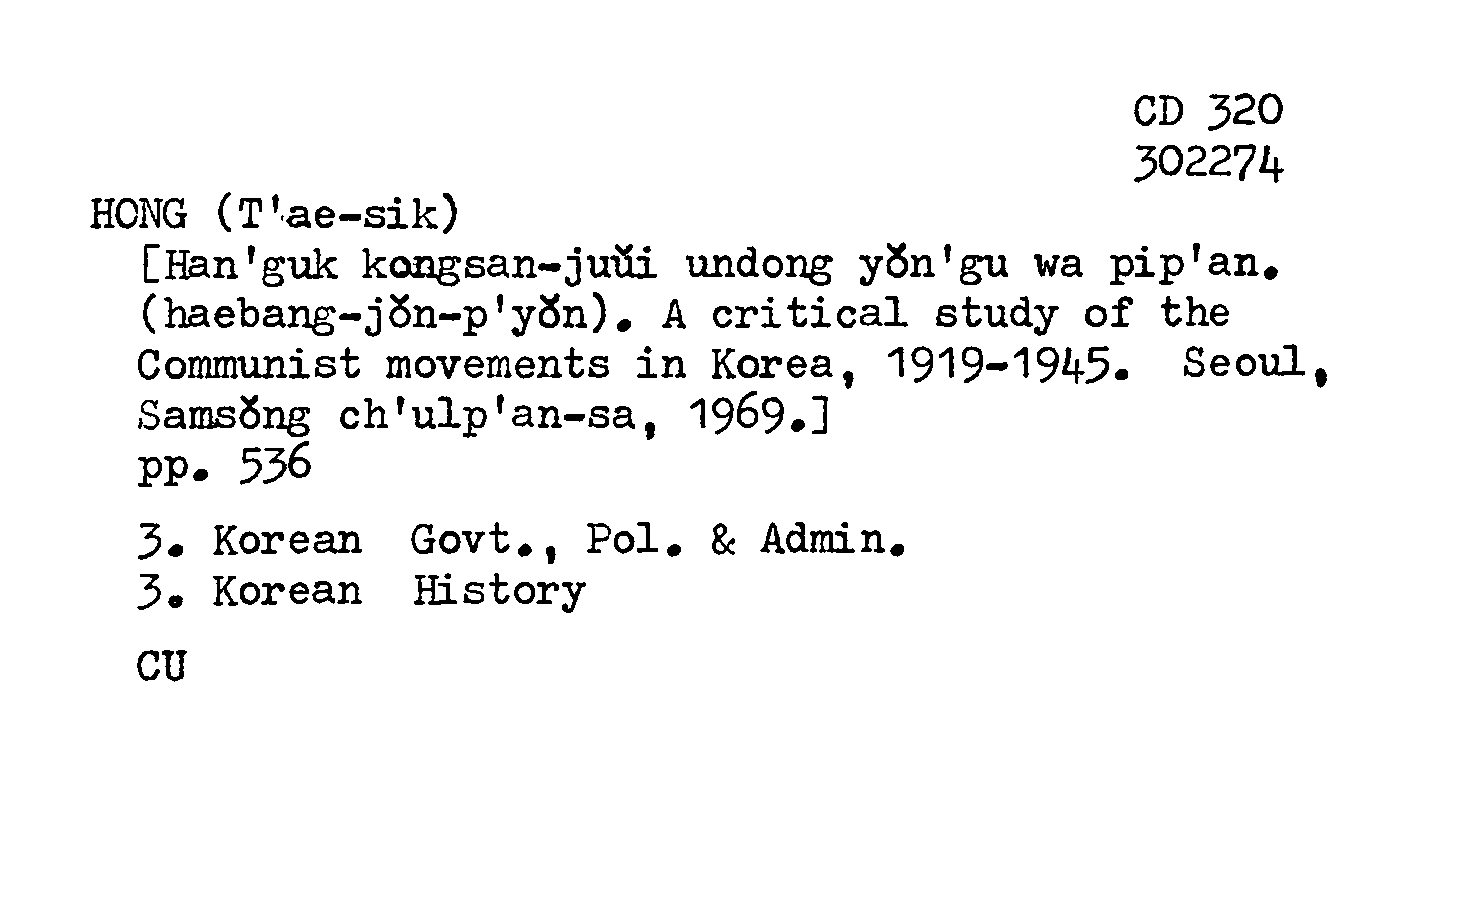 CD 320
302274
HONG (T'ae-sik)
[Han'guk kongsan-juŭi undong yŏn'gu wa pip'an.
(haebang-jŏn-p'yŏn). A critical study of the
Communist movements in Korea, 1919-1945. Seoul,
Samsŏng ch'ulp'an-sa, 1969.]
pp. 536
3. Korean Govt., Pol. & Admin.
3. Korean History
CU